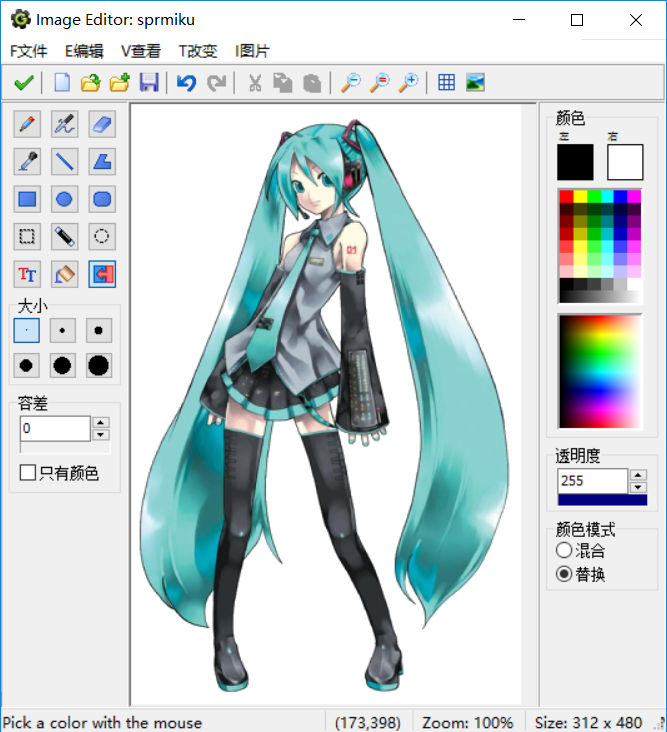 Image Editor: sprmiku
F文件 E编辑 V查看 T改变 I图片
颜色
左 右
01
TT
大小
容差
0
只有颜色
透明度
255
颜色模式
混合
替换
Pick a color with the mouse (173,398) Zoom: 100% Size: 312 x 480